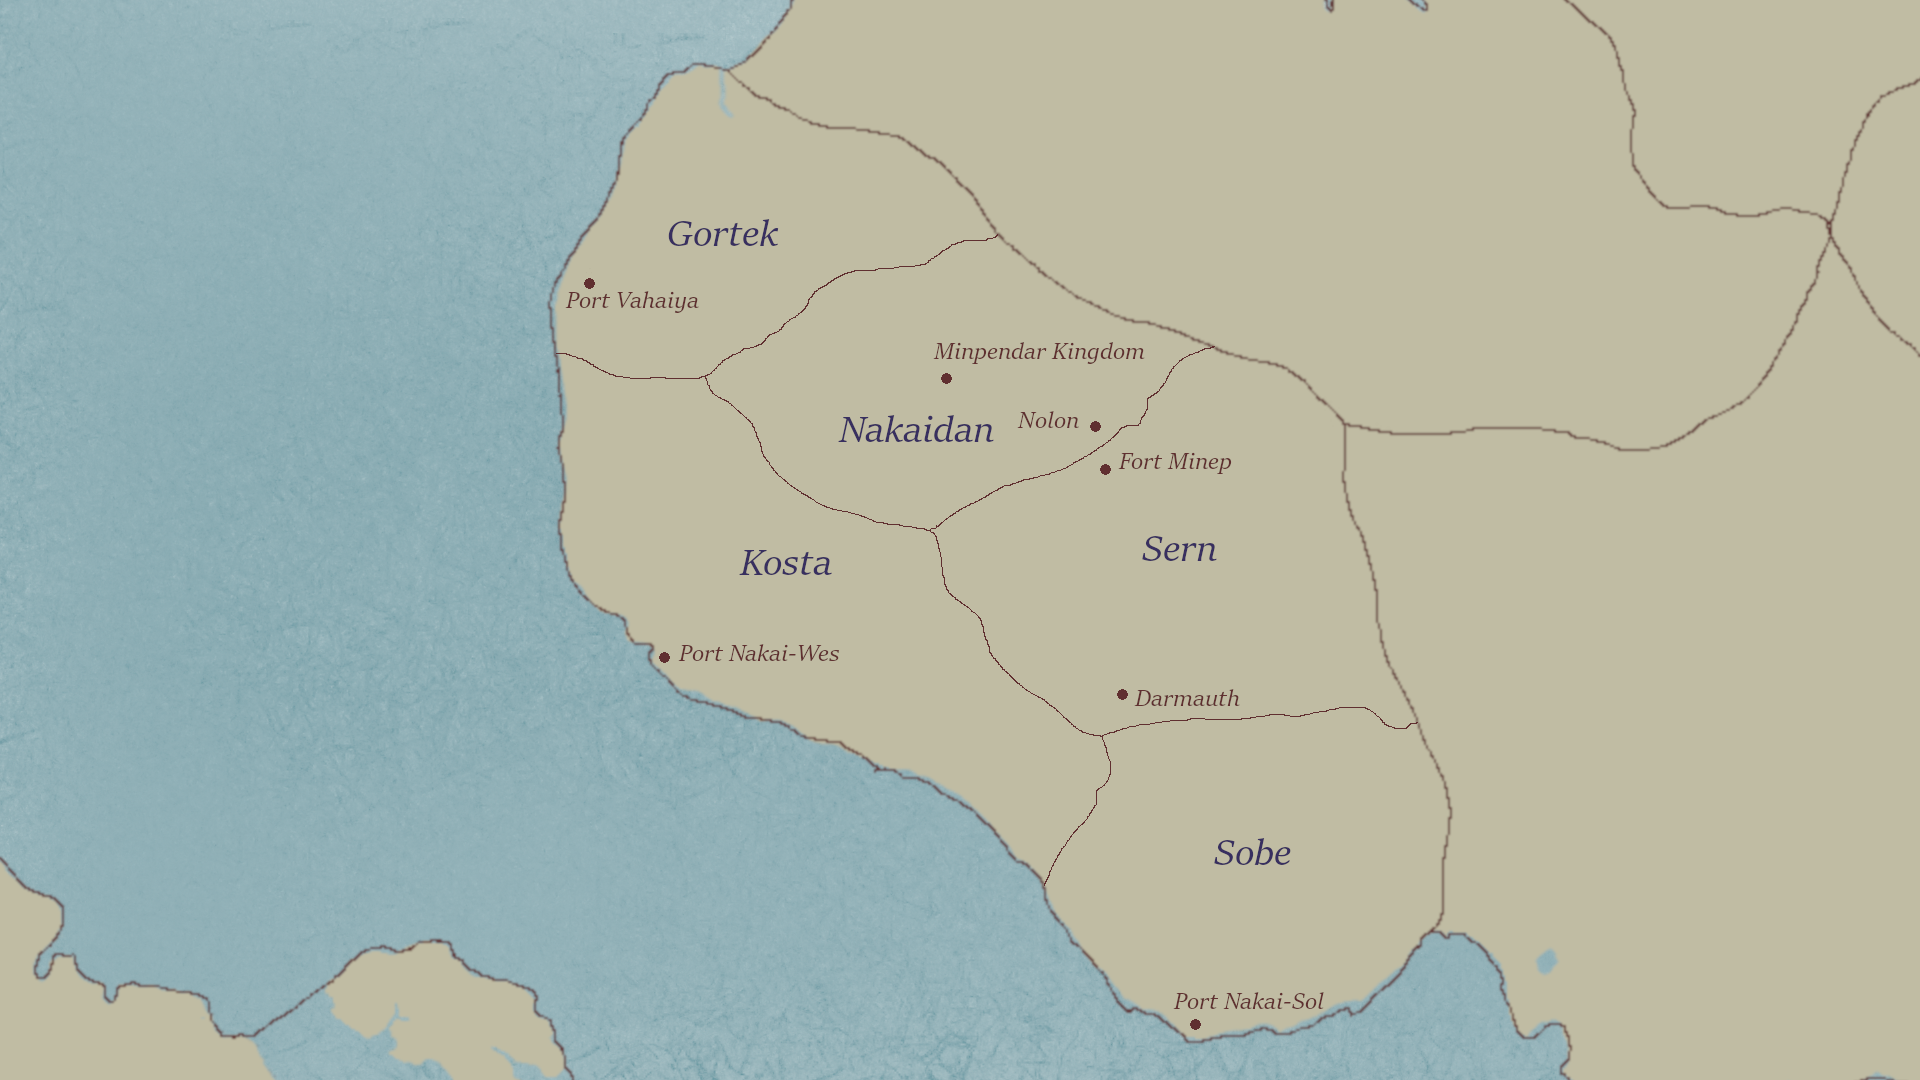 Gortek
Port Vahaiya
Minpendar Kingdom
Nolon
Nakaidan
Fort Minep
Sern
Kosta
Port Nakai-Wes
Darmauth
Sobe
Port Nakai-Sol